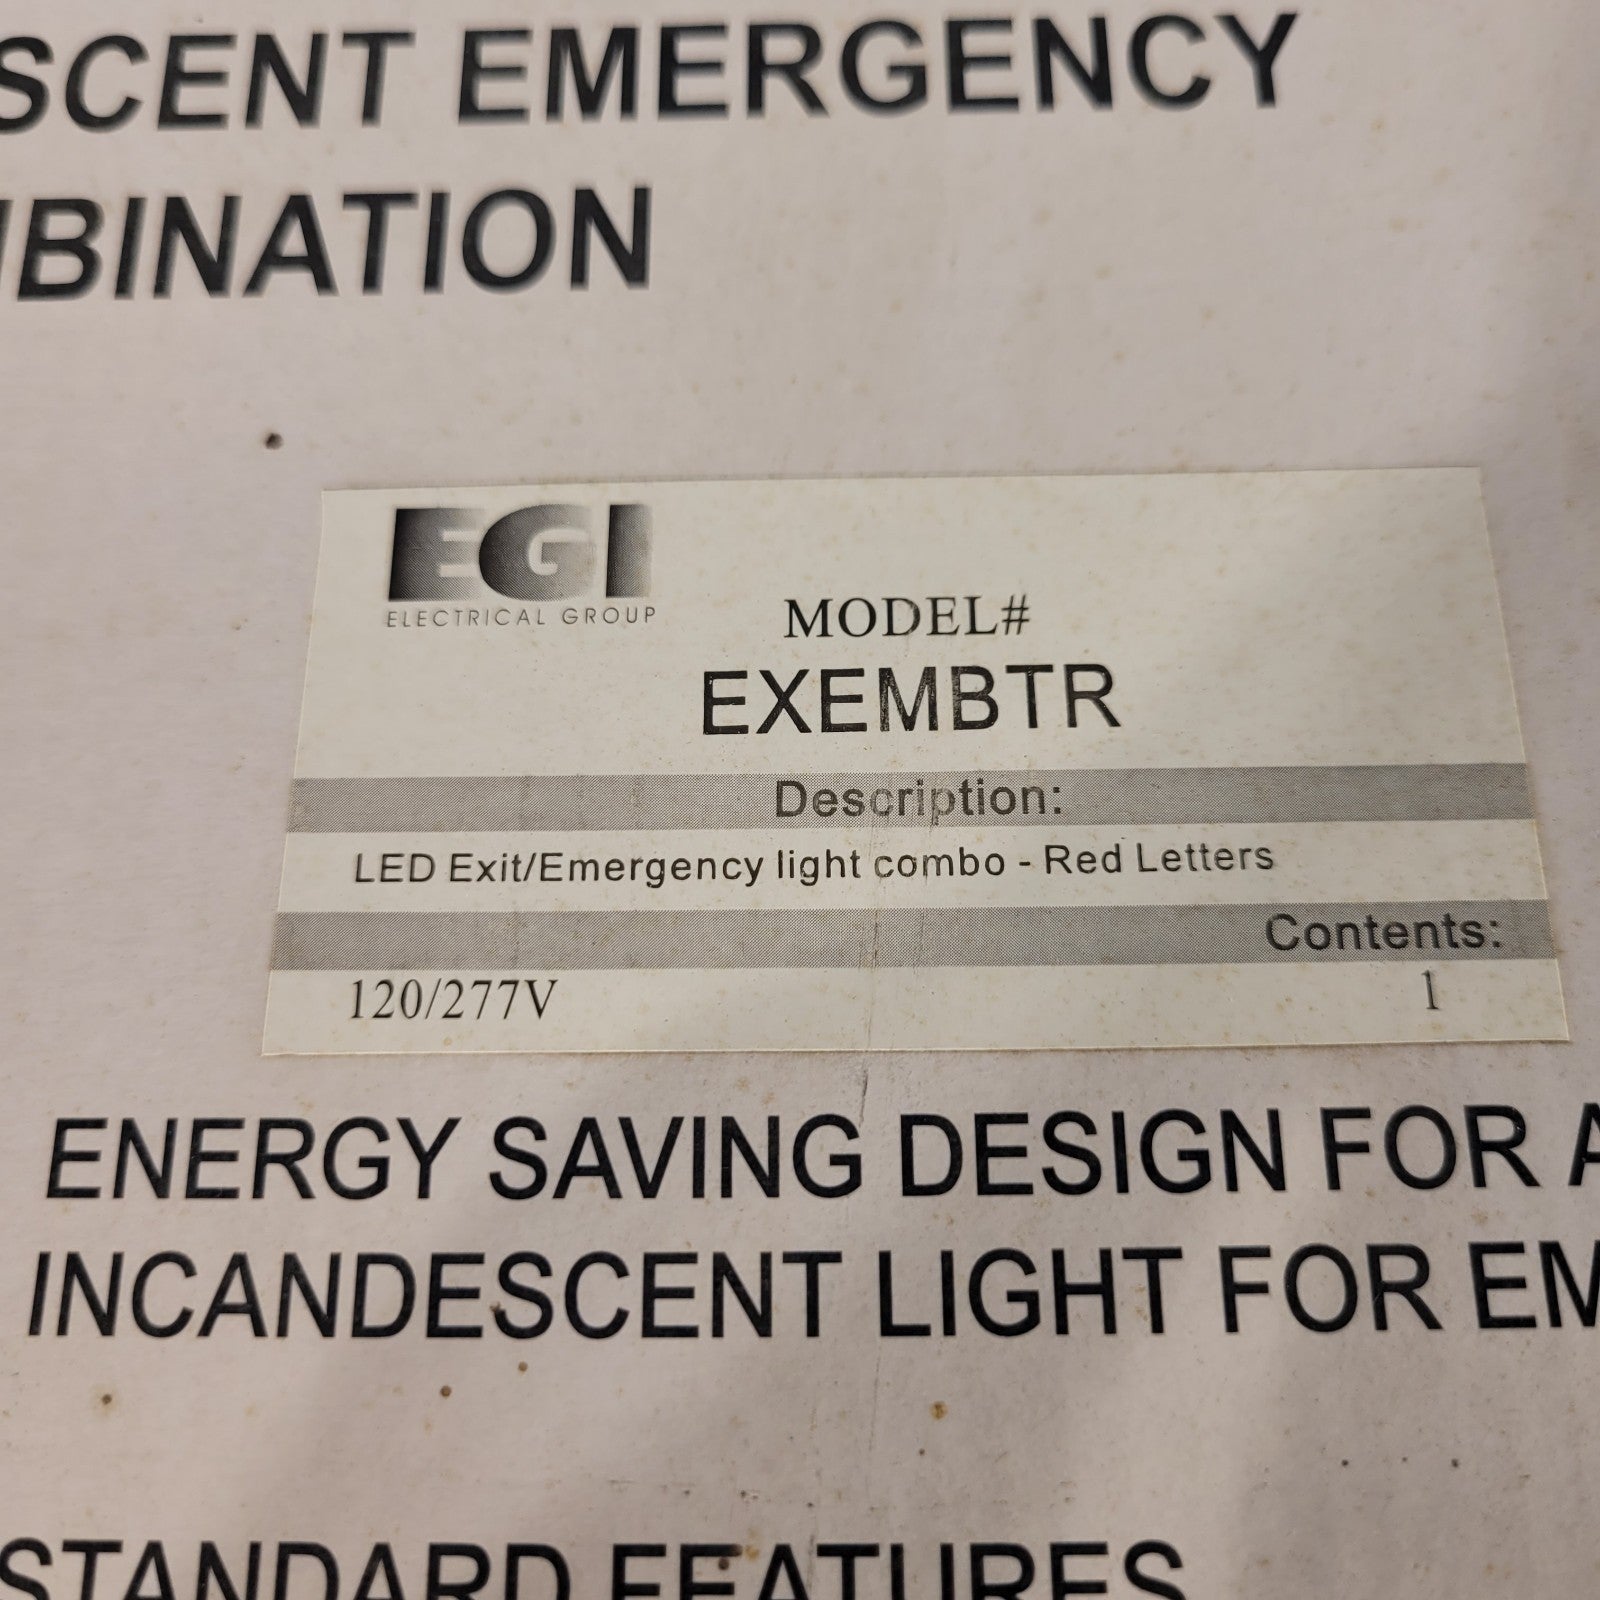 SCENT EMERGENCY
MBINATION
EGI
ELECTRICAL GROUP
MODEL#
EXEMBTR
Description:
LED Exit/Emergency light combo - Red Letters
Contents:
120/277V 1
ENERGY SAVING DESIGN FOR A
INCANDESCENT LIGHT FOR EM
STANDARD FEATURES